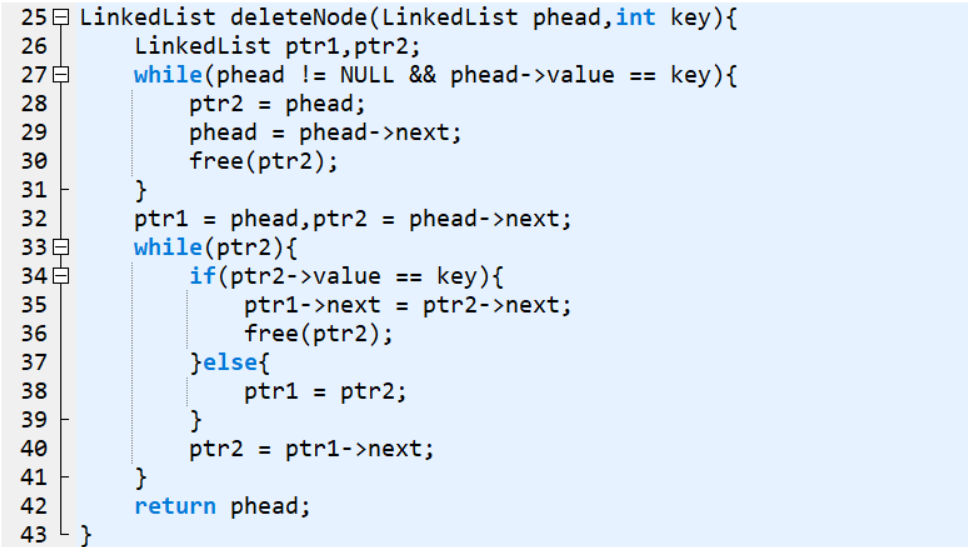 25 LinkedList deleteNode(LinkedList phead,int key){
26     LinkedList ptr1,ptr2;
27     while(phead != NULL && phead->value == key){
28         ptr2 = phead;
29         phead = phead->next;
30         free(ptr2);
31     }
32     ptr1 = phead,ptr2 = phead->next;
33     while(ptr2){
34         if(ptr2->value == key){
35             ptr1->next = ptr2->next;
36             free(ptr2);
37         }else{
38             ptr1 = ptr2;
39         }
40         ptr2 = ptr1->next;
41     }
42     return phead;
43 }